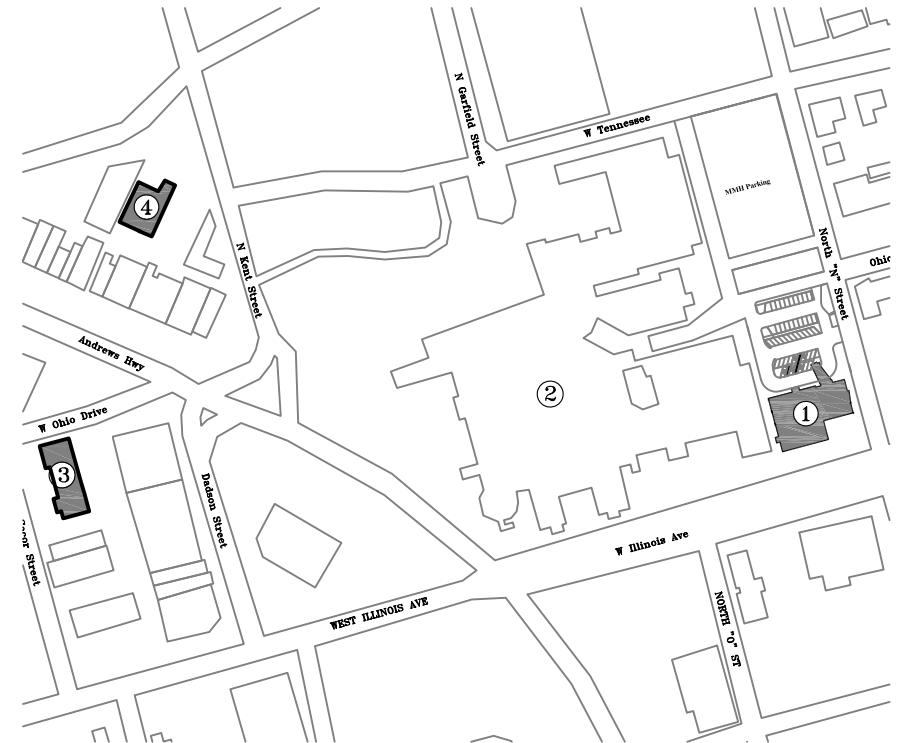 N Garfield Street
W Tennessee
MMH Parking
4
N Kent Street
North "N" Street
Ohio
Andrews Hwy
2
1
W Ohio Drive
3
Dadson Street
Street
W Illinois Ave
WEST ILLINOIS AVE
NORTH "O" ST